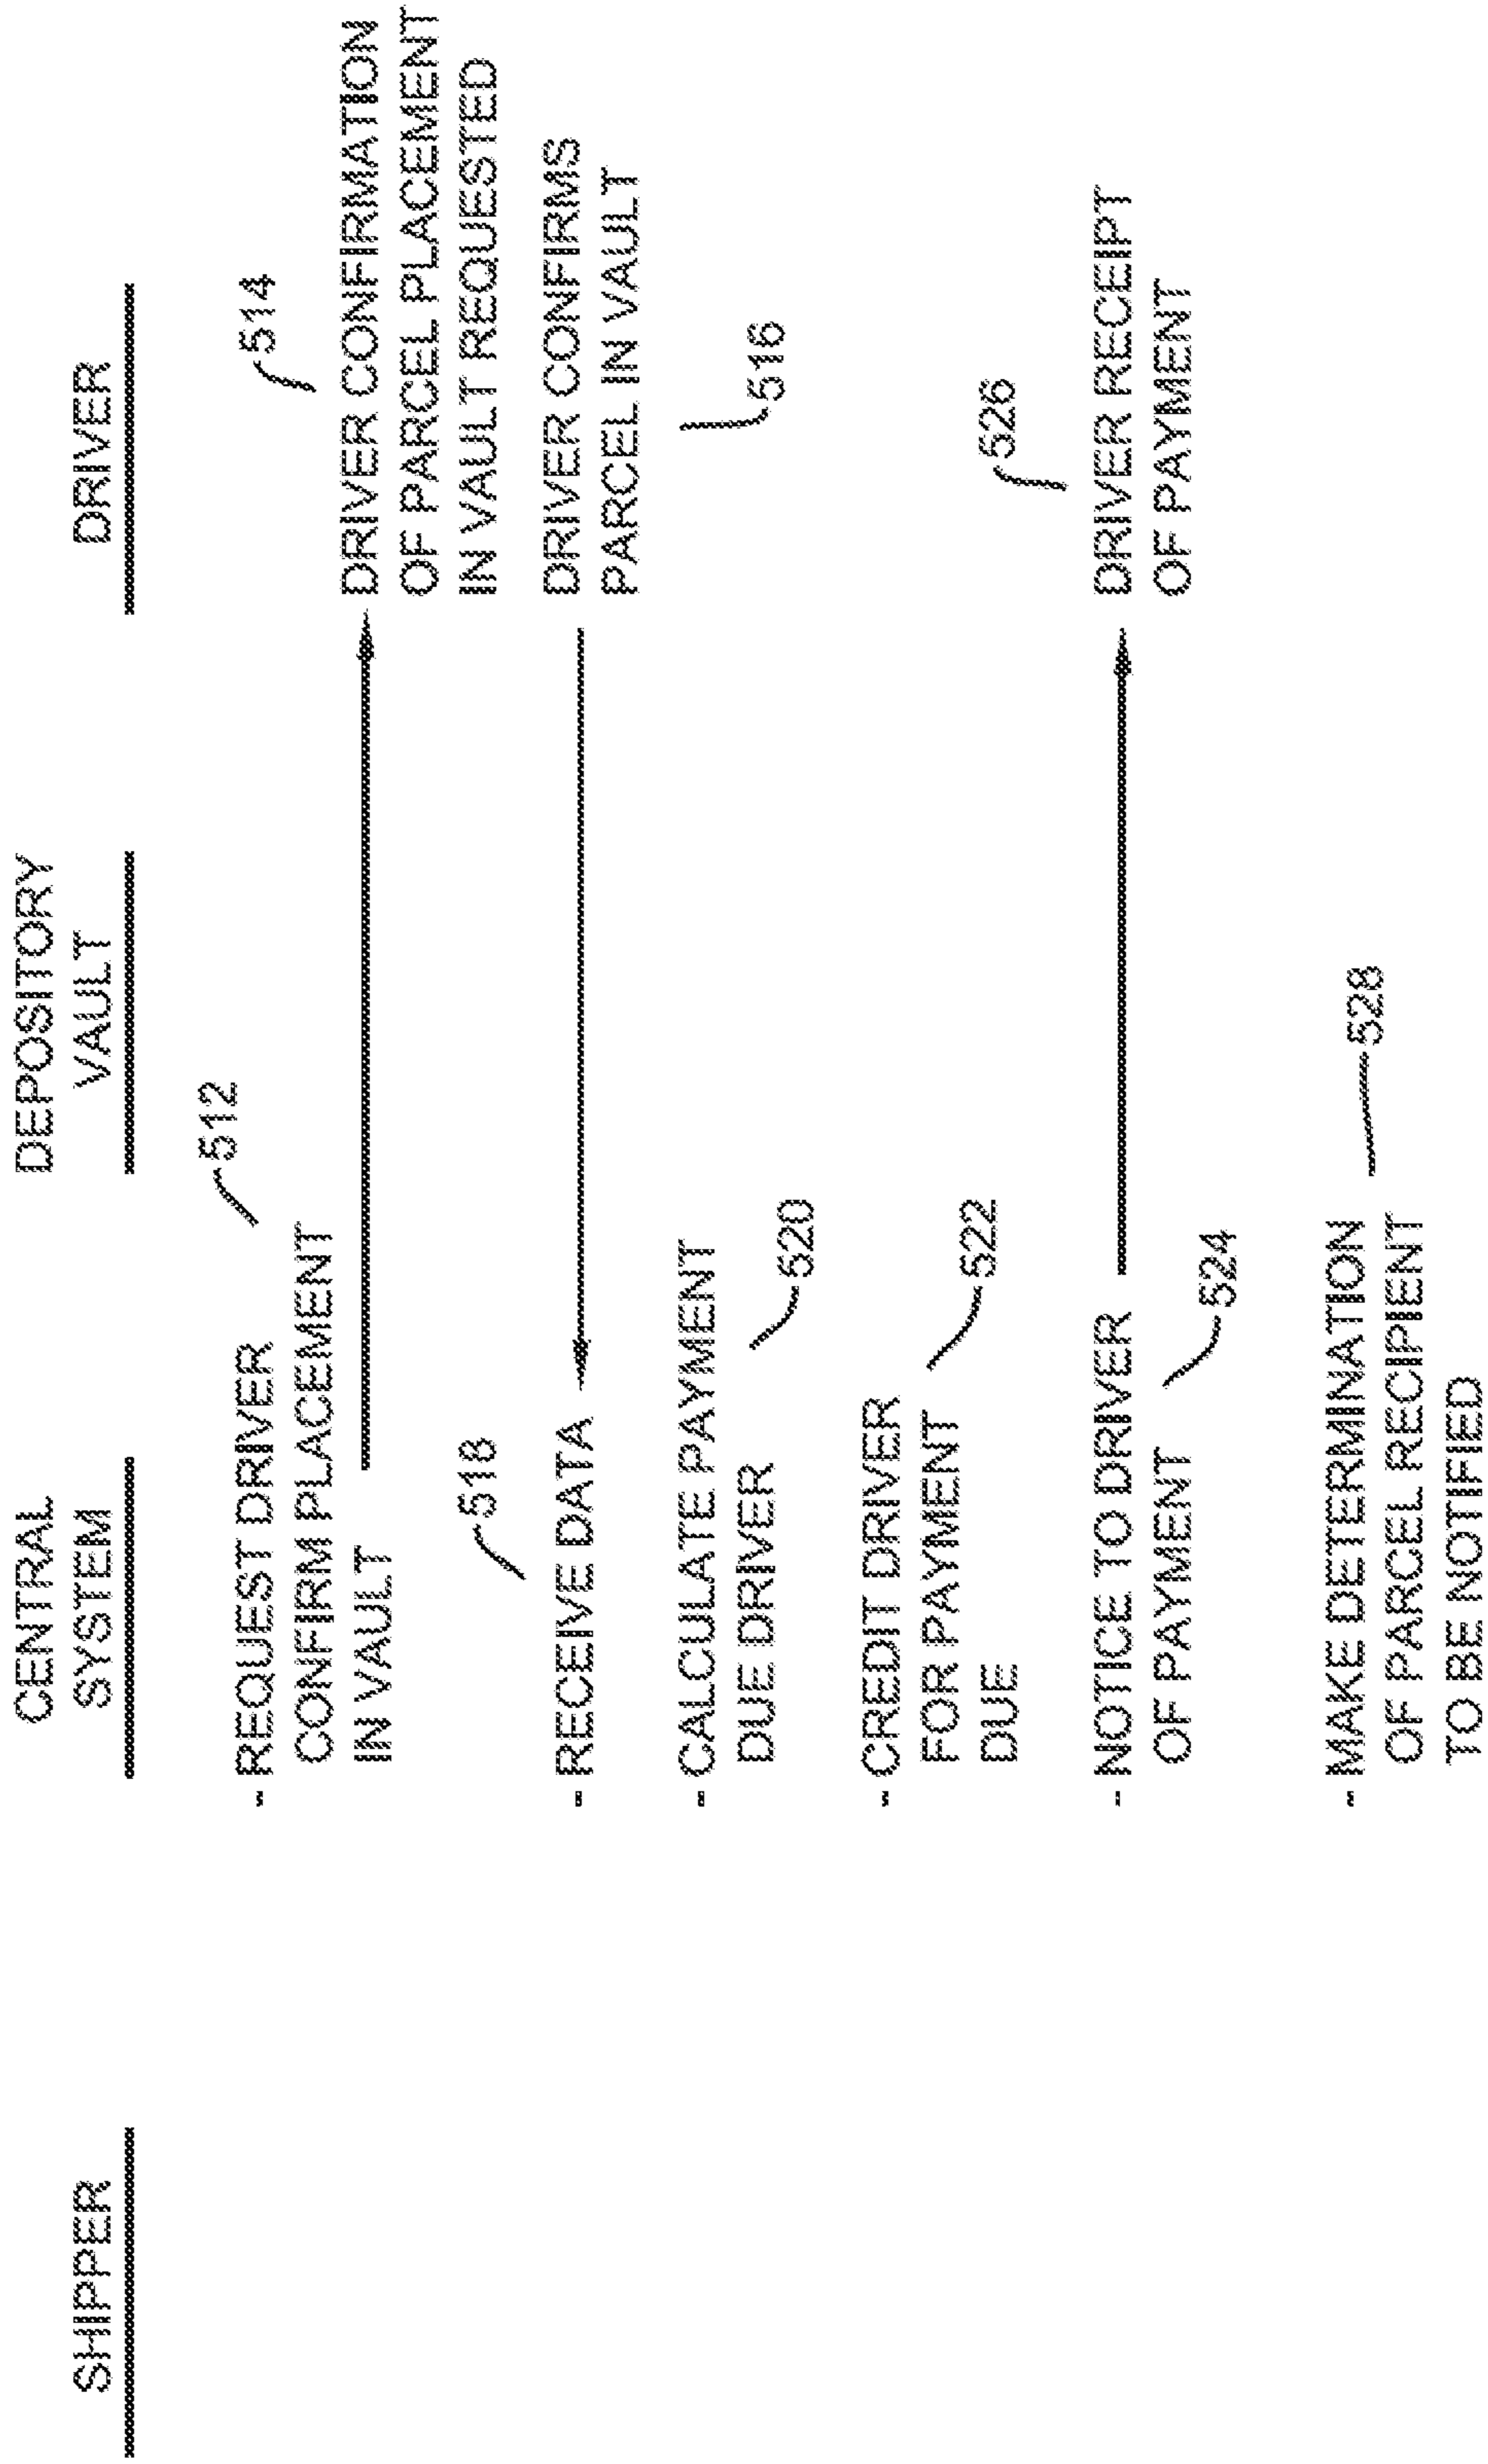 SHIPPER
CENTRAL
SYSTEM
DEPOSITORY
VAULT
DRIVER
512
- REQUEST DRIVER
CONFIRM PLACEMENT
IN VAULT
514
DRIVER CONFIRMATION
OF PARCEL PLACEMENT
IN VAULT REQUESTED
518
- RECEIVE DATA
DRIVER CONFIRMS
PARCEL IN VAULT
516
- CALCULATE PAYMENT
DUE DRIVER
520
- CREDIT DRIVER
FOR PAYMENT
DUE
522
- NOTICE TO DRIVER
OF PAYMENT
524
526
DRIVER RECEIPT
OF PAYMENT
- MAKE DETERMINATION
OF PARCEL RECIPIENT
TO BE NOTIFIED
528